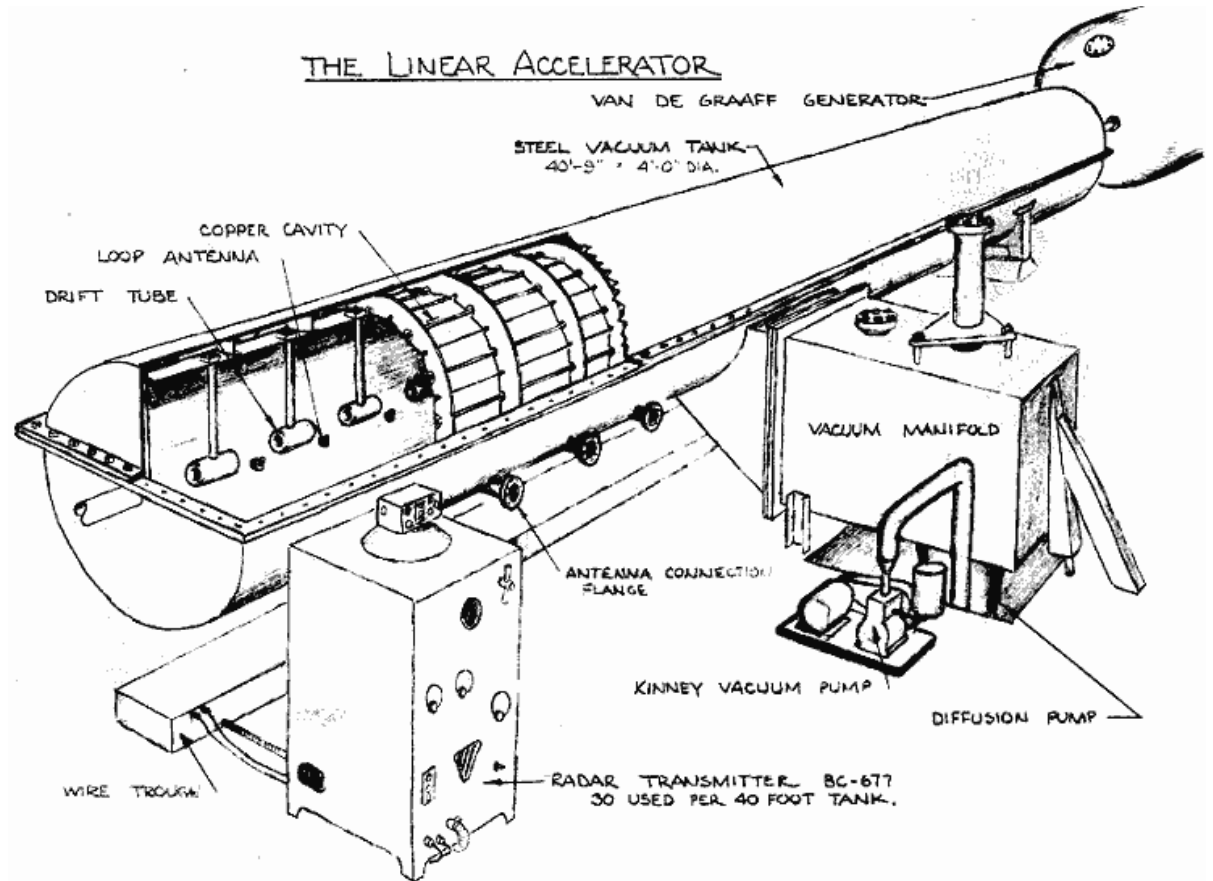 THE LINEAR ACCELERATOR
VAN DE GRAAFF GENERATOR
STEEL VACUUM TANK
40'-9" × 4'-0" DIA.
COPPER CAVITY
LOOP ANTENNA
DRIFT TUBE
VACUUM MANIFOLD
ANTENNA CONNECTION
FLANGE
KINNEY VACUUM PUMP
DIFFUSION PUMP
WIRE TROUGH
RADAR TRANSMITTER BC-677
30 USED PER 40 FOOT TANK.